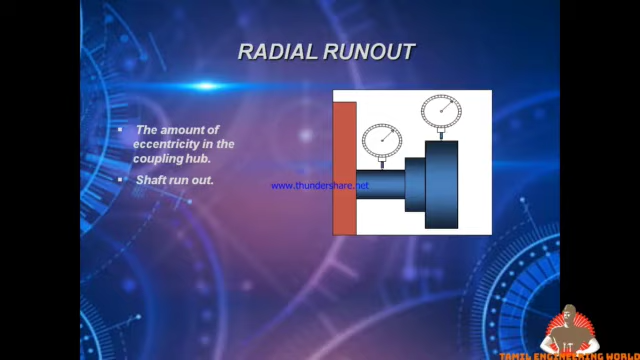 RADIAL RUNOUT
▪ The amount of
eccentricity in the
coupling hub.
▪ Shaft run out.
www.thundershare.net
TAMIL ENGINEERING WORLD